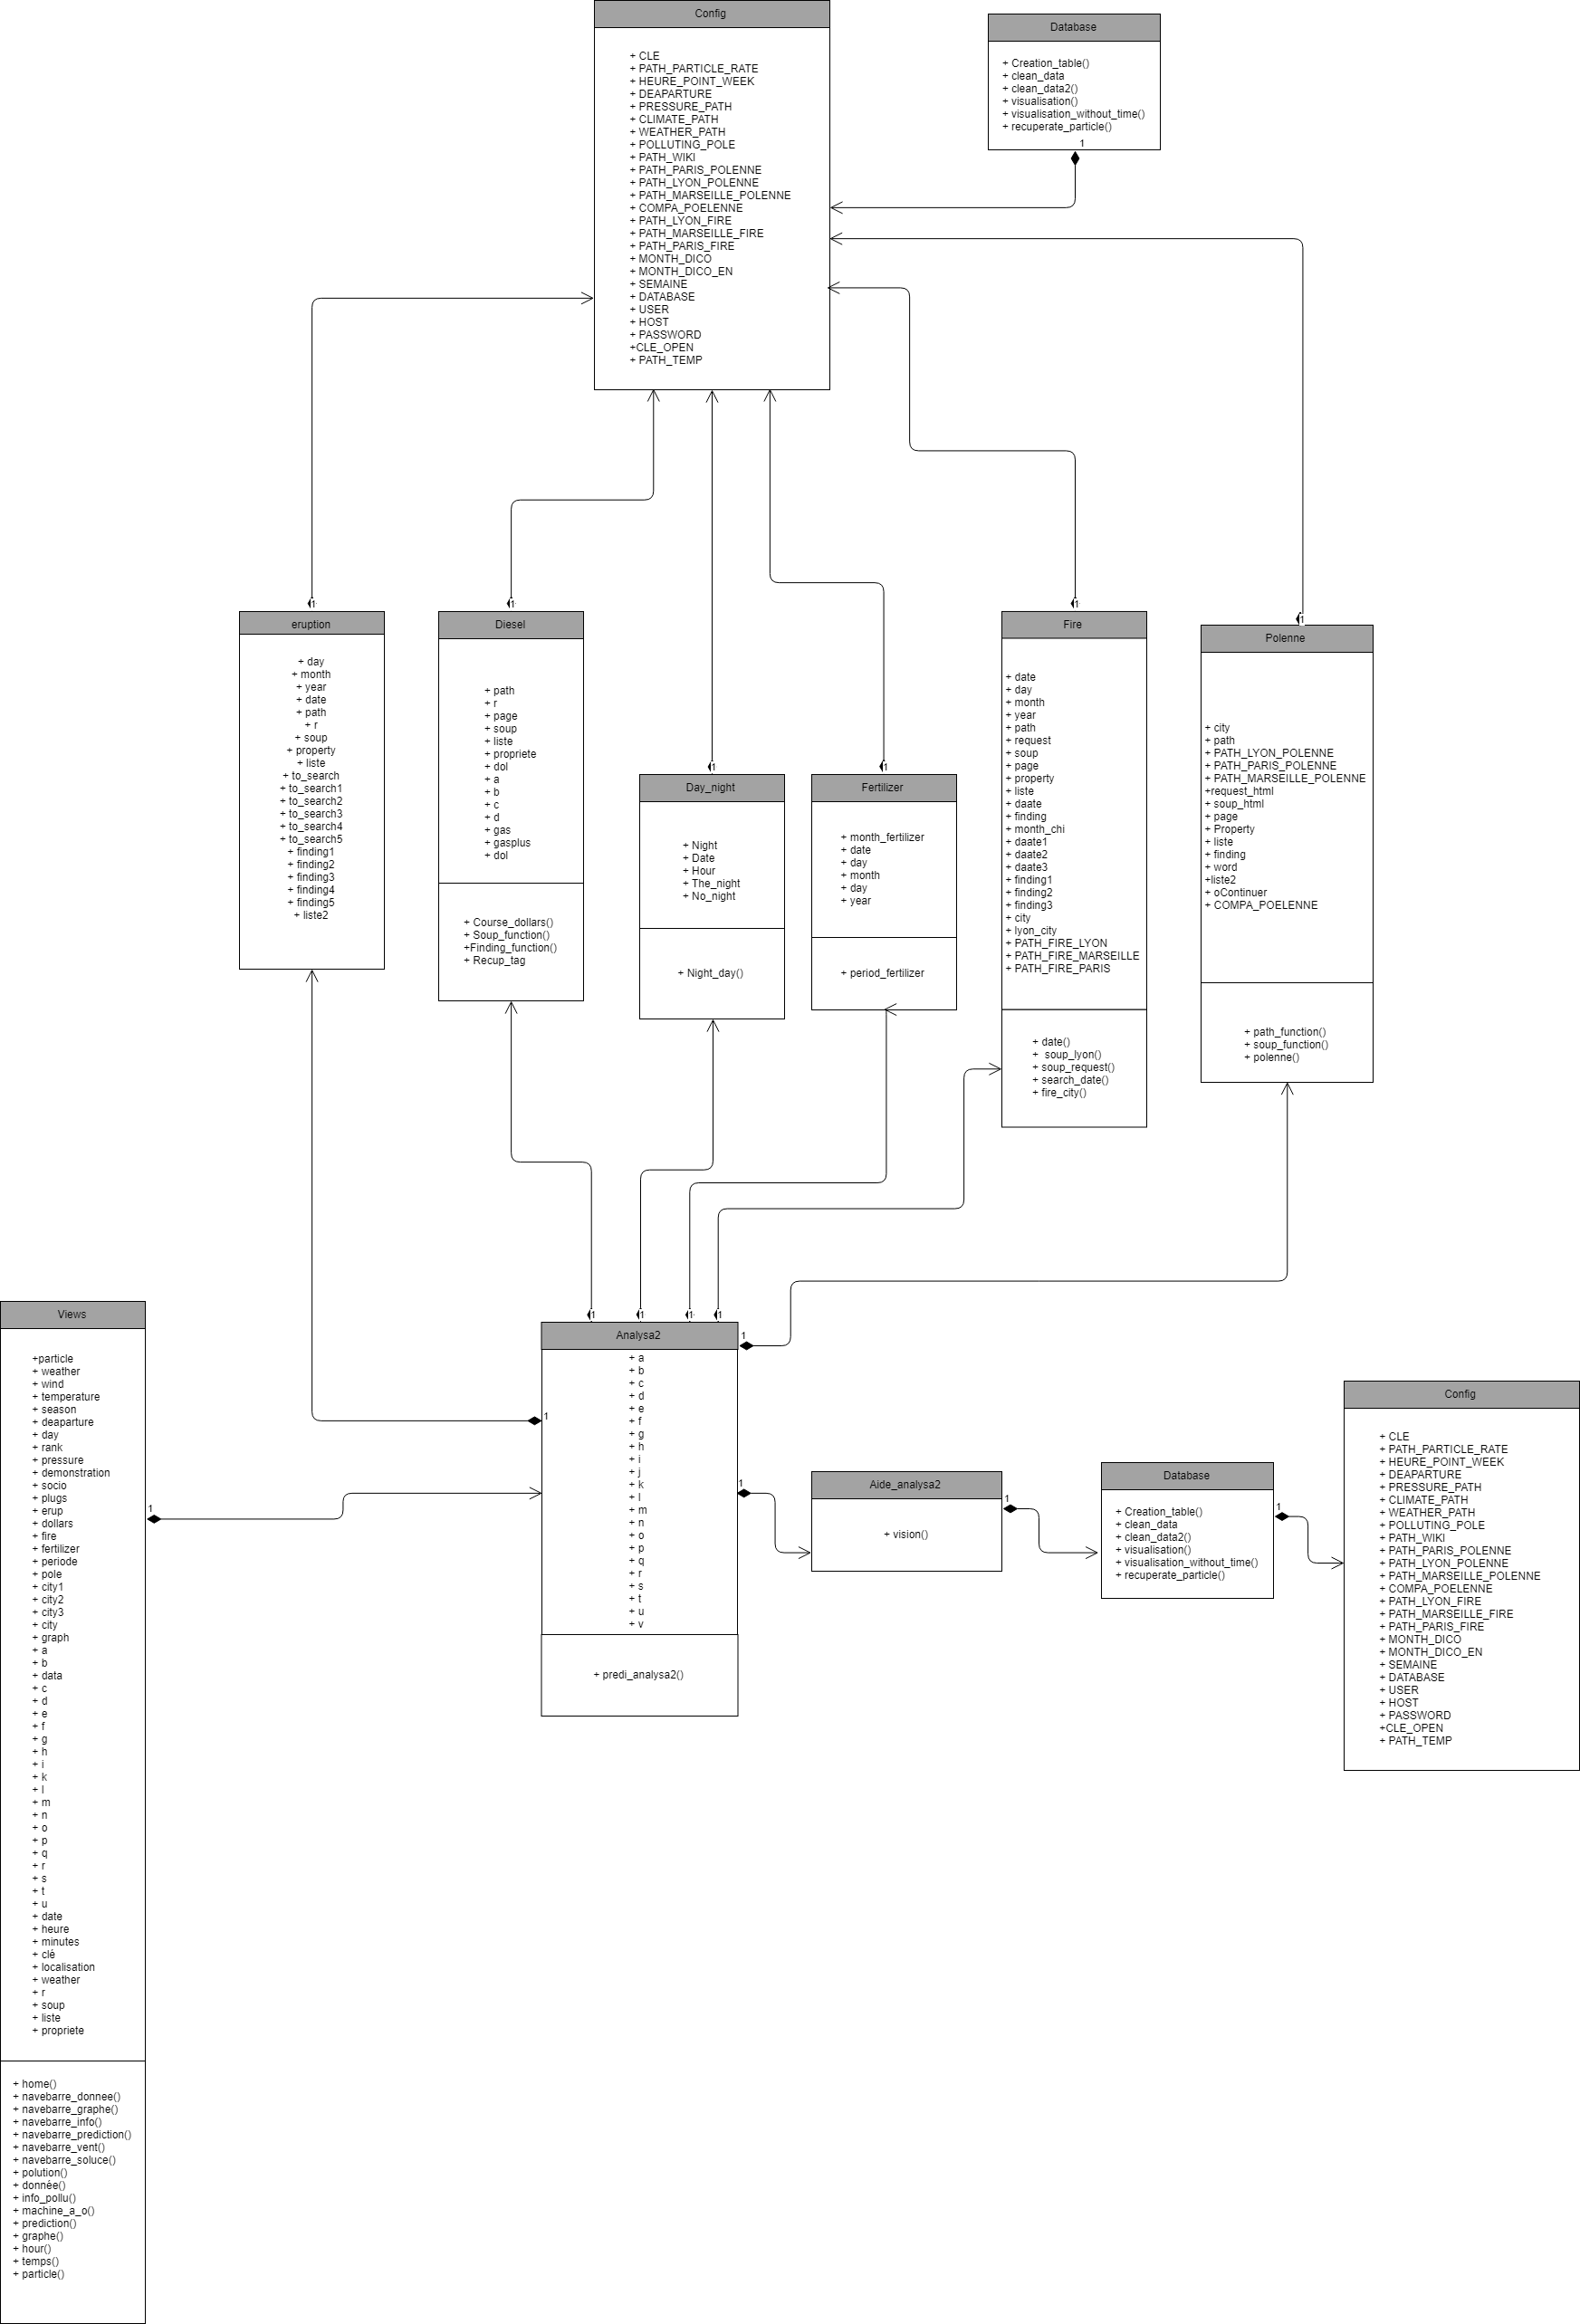 Config
+ CLE
+ PATH_PARTICLE_RATE
+ HEURE_POINT_WEEK
+ DEAPARTURE
+ PRESSURE_PATH
+ CLIMATE_PATH
+ WEATHER_PATH
+ POLLUTING_POLE
+ PATH_WIKI
+ PATH_PARIS_POLENNE
+ PATH_LYON_POLENNE
+ PATH_MARSEILLE_POLENNE
+ COMPA_POELENNE
+ PATH_LYON_FIRE
+ PATH_MARSEILLE_FIRE
+ PATH_PARIS_FIRE
+ MONTH_DICO
+ MONTH_DICO_EN
+ SEMAINE
+ DATABASE
+ USER
+ HOST
+ PASSWORD
+CLE_OPEN
+ PATH_TEMP
Database
+ Creation_table()
+ clean_data
+ clean_data2()
+ visualisation()
+ visualisation_without_time()
+ recuperate_particle()
1
1
eruption
+ day
+ month
+ year
+ date
+ path
+ r
+ soup
+ property
+ liste
+ to_search
+ to_search1
+ to_search2
+ to_search3
+ to_search4
+ to_search5
+ finding1
+ finding2
+ finding3
+ finding4
+ finding5
+ liste2
1
Diesel
+ path
+ r
+ page
+ soup
+ liste
+ propriete
+ dol
+ a
+ b
+ c
+ d
+ gas
+ gasplus
+ dol
+ Course_dollars()
+ Soup_function()
+Finding_function()
+ Recup_tag
1
Day_night
+ Night
+ Date
+ Hour
+ The_night
+ No_night
+ Night_day()
1
Fertilizer
+ month_fertilizer
+ date
+ day
+ month
+ day
+ year
+ period_fertilizer
1
Fire
+ date
+ day
+ month
+ year
+ path
+ request
+ soup
+ page
+ property
+ liste
+ daate
+ finding
+ month_chi
+ daate1
+ daate2
+ daate3
+ finding1
+ finding2
+ finding3
+ city
+ lyon_city
+ PATH_FIRE_LYON
+ PATH_FIRE_MARSEILLE
+ PATH_FIRE_PARIS
+ date()
+ soup_lyon()
+ soup_request()
+ search_date()
+ fire_city()
1
Polenne
+ city
+ path
+ PATH_LYON_POLENNE
+ PATH_PARIS_POLENNE
+ PATH_MARSEILLE_POLENNE
+request_html
+ soup_html
+ page
+ Property
+ liste
+ finding
+ word
+liste2
+ oContinuer
+ COMPA_POELENNE
+ path_function()
+ soup_function()
+ polenne()
Views
+particle
+ weather
+ wind
+ temperature
+ season
+ deaparture
+ day
+ rank
+ pressure
+ demonstration
+ socio
+ plugs
+ erup
+ dollars
+ fire
+ fertilizer
+ periode
+ pole
+ city1
+ city2
+ city3
+ city
+ graph
+ a
+ b
+ data
+ c
+ d
+ e
+ f
+ g
+ h
+ i
+ k
+ l
+ m
+ n
+ o
+ p
+ q
+ r
+ s
+ t
+ u
+ date
+ heure
+ minutes
+ clé
+ localisation
+ weather
+ r
+ soup
+ liste
+ propriete
+ home()
+ navebarre_donnee()
+ navebarre_graphe()
+ navebarre_info()
+ navebarre_prediction()
+ navebarre_vent()
+ navebarre_soluce()
+ polution()
+ donnée()
+ info_pollu()
+ machine_a_o()
+ prediction()
+ graphe()
+ hour()
+ temps()
+ particle()
1
1
1
1
1
1
1
Analysa2
+ a
+ b
+ c
+ d
+ e
+ f
+ g
+ h
+ i
+ j
+ k
+ l
+ m
+ n
+ o
+ p
+ q
+ r
+ s
+ t
+ u
+ v
+ predi_analysa2()
1
Aide_analysa2
+ vision()
1
Database
+ Creation_table()
+ clean_data
+ clean_data2()
+ visualisation()
+ visualisation_without_time()
+ recuperate_particle()
1
Config
+ CLE
+ PATH_PARTICLE_RATE
+ HEURE_POINT_WEEK
+ DEAPARTURE
+ PRESSURE_PATH
+ CLIMATE_PATH
+ WEATHER_PATH
+ POLLUTING_POLE
+ PATH_WIKI
+ PATH_PARIS_POLENNE
+ PATH_LYON_POLENNE
+ PATH_MARSEILLE_POLENNE
+ COMPA_POELENNE
+ PATH_LYON_FIRE
+ PATH_MARSEILLE_FIRE
+ PATH_PARIS_FIRE
+ MONTH_DICO
+ MONTH_DICO_EN
+ SEMAINE
+ DATABASE
+ USER
+ HOST
+ PASSWORD
+CLE_OPEN
+ PATH_TEMP